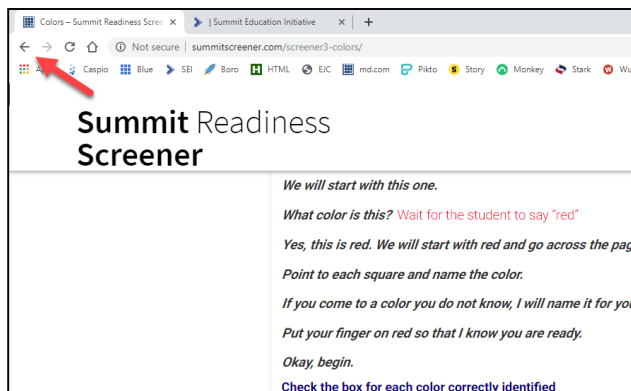 Colors – Summit Readiness Scree
| Summit Education Initiative
Not secure | summitscreener.com/screener3-colors/
Caspio Blue SEI Boro HTML EJC md.com Pikto Story Monkey Stark Wu
Summit Readiness
Screener
We will start with this one.
What color is this? Wait for the student to say "red"
Yes, this is red. We will start with red and go across the pag
Point to each square and name the color.
If you come to a color you do not know, I will name it for you
Put your finger on red so that I know you are ready.
Okay, begin.
Check the box for each color correctly identified